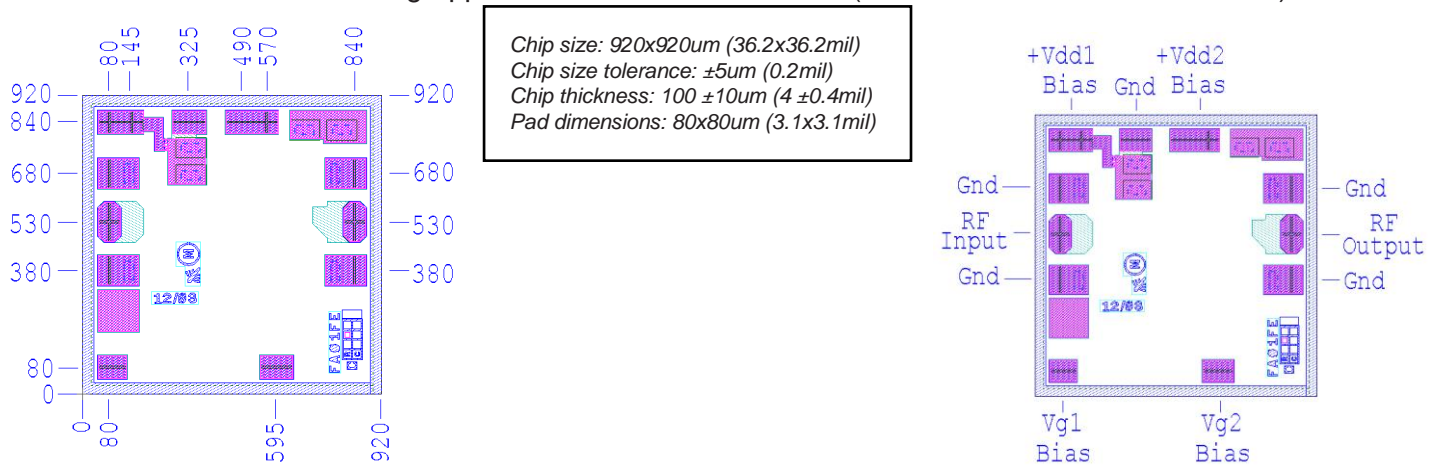 80
145
325
490
570
840
920
840
680
530
380
80
0
920
840
680
530
380
0
80
595
920
12/03
FA01FE
M
Chip size: 920x920um (36.2x36.2mil)
Chip size tolerance: ±5um (0.2mil)
Chip thickness: 100 ±10um (4 ±0.4mil)
Pad dimensions: 80x80um (3.1x3.1mil)
+Vdd1
Bias
Gnd
+Vdd2
Bias
Gnd
RF
Input
Gnd
Gnd
RF
Output
Gnd
M
12/03
FA01FE
Vg1
Bias
Vg2
Bias